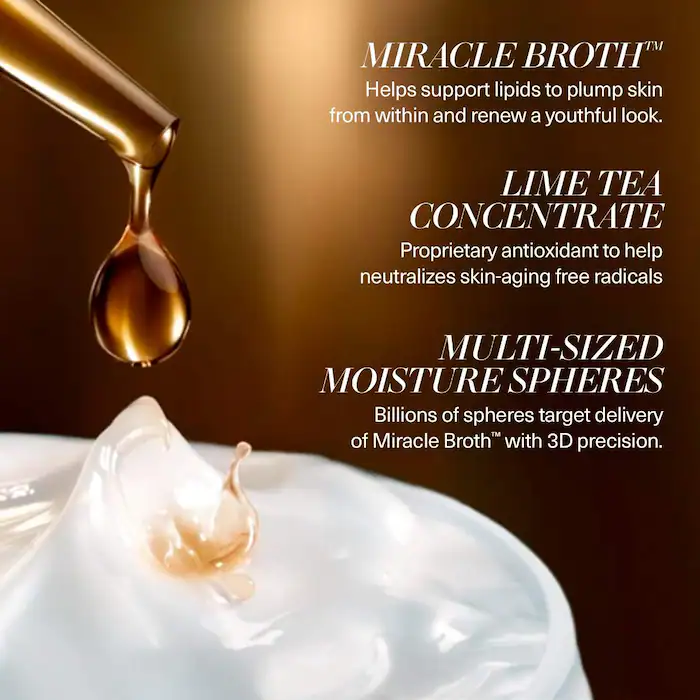 MIRACLE BROTH™
Helps support lipids to plump skin
from within and renew a youthful look.
LIME TEA
CONCENTRATE
Proprietary antioxidant to help
neutralizes skin-aging free radicals
MULTI-SIZED
MOISTURE SPHERES
Billions of spheres target delivery
of Miracle Broth™ with 3D precision.